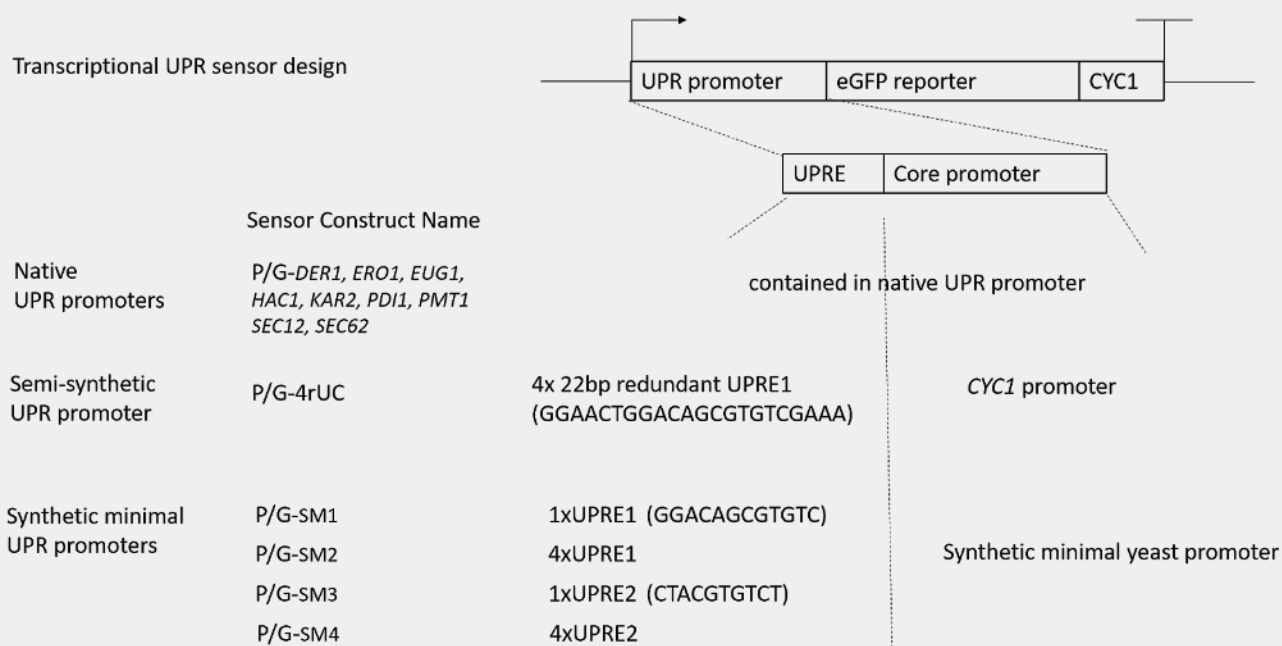 Transcriptional UPR sensor design
UPR promoter
eGFP reporter
CYC1
UPRE
Core promoter
Sensor Construct Name
Native
UPR promoters
P/G-DER1, ERO1, EUG1,
HAC1, KAR2, PDI1, PMT1
SEC12, SEC62
contained in native UPR promoter
Semi-synthetic
UPR promoter
P/G-4rUC
4x 22bp redundant UPRE1
(GGAACTGGACAGCGTGTCGAAA)
CYC1 promoter
Synthetic minimal
UPR promoters
P/G-SM1
1xUPRE1 (GGACAGCGTGTC)
P/G-SM2
4xUPRE1
Synthetic minimal yeast promoter
P/G-SM3
1xUPRE2 (CTACGTGTCT)
P/G-SM4
4xUPRE2